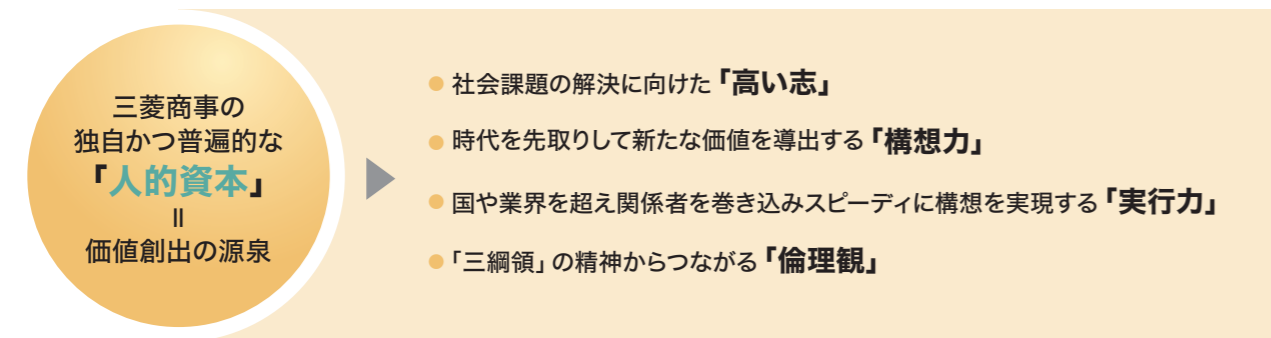 三菱商事の
独自かつ普遍的な
「人的資本」
＝
価値創出の源泉
● 社会課題の解決に向けた「高い志」
● 時代を先取りして新たな価値を導出する「構想力」
● 国や業界を超え関係者を巻き込みスピーディに構想を実現する「実行力」
● 「三綱領」の精神からつながる「倫理観」